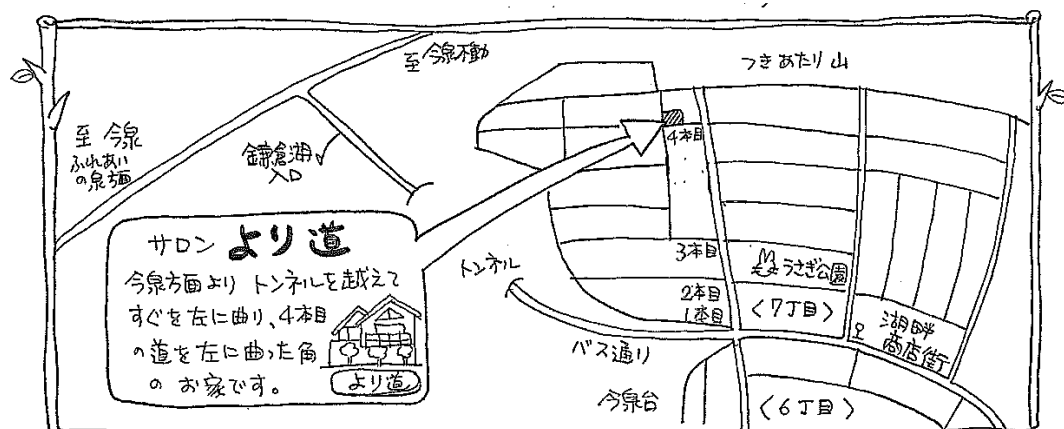 至 今泉不動
つきあたり山
至 今泉
ふれあい
の泉方面
鎌倉湖
入口
4本目
サロン より道
今泉方面より トンネルを越えて
すぐを左に曲り、4本目
の道を左に曲った角
の お家です。
より道
トンネル
3本目
うさぎ公園
2本目
1本目
〈7丁目〉
湖畔
商店街
バス通り
今泉台
〈6丁目〉